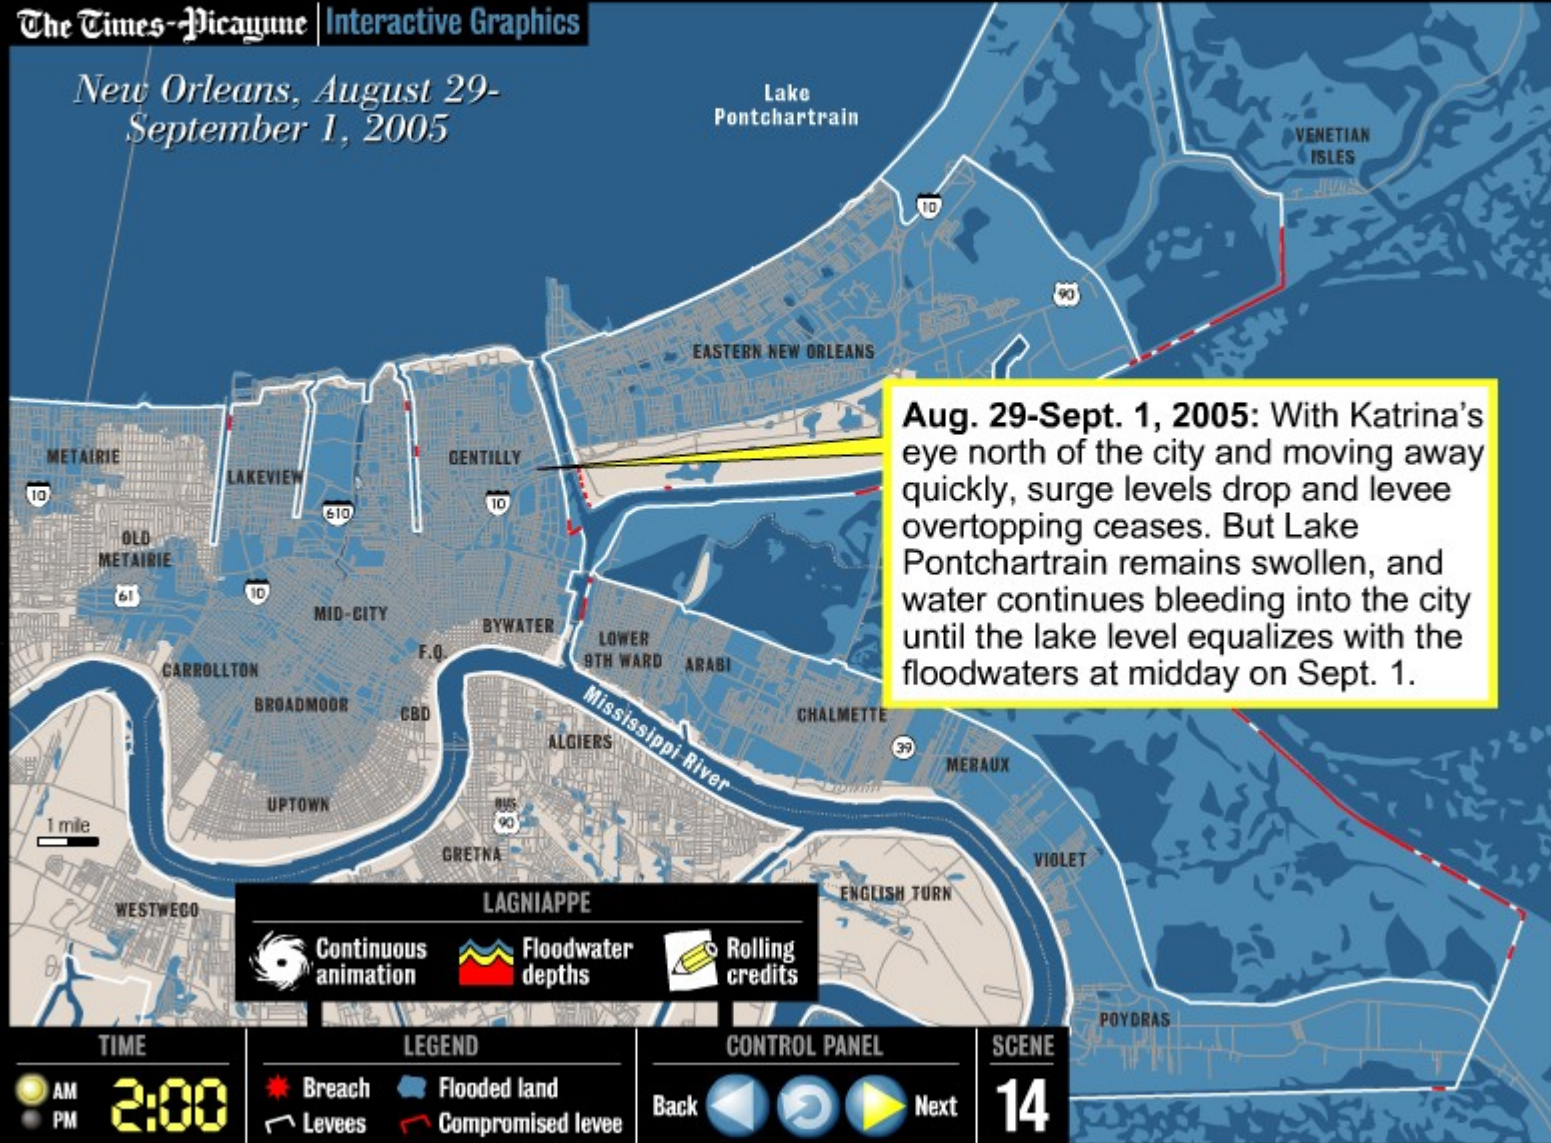 The Times-Picayune | Interactive Graphics
New Orleans, August 29-
September 1, 2005
Lake
Pontchartrain
VENETIAN
ISLES
10
90
EASTERN NEW ORLEANS
Aug. 29-Sept. 1, 2005: With Katrina's
eye north of the city and moving away
quickly, surge levels drop and levee
overtopping ceases. But Lake
Pontchartrain remains swollen, and
water continues bleeding into the city
until the lake level equalizes with the
floodwaters at midday on Sept. 1.
METAIRIE
LAKEVIEW
GENTILLY
10
610
10
OLD
METAIRIE
61
10
MID-CITY
BYWATER
LOWER
9TH WARD
ARABI
F.Q.
CARROLLTON
BROADMOOR
CBD
Mississippi River
CHALMETTE
ALGIERS
39
MERAUX
UPTOWN
BUS
90
1 mile
GRETNA
VIOLET
ENGLISH TURN
WESTWEGO
POYDRAS
LAGNIAPPE
Continuous
animation
Floodwater
depths
Rolling
credits
TIME
AM
PM
2:00
LEGEND
Breach
Flooded land
Levees
Compromised levee
CONTROL PANEL
Back
Next
SCENE
14